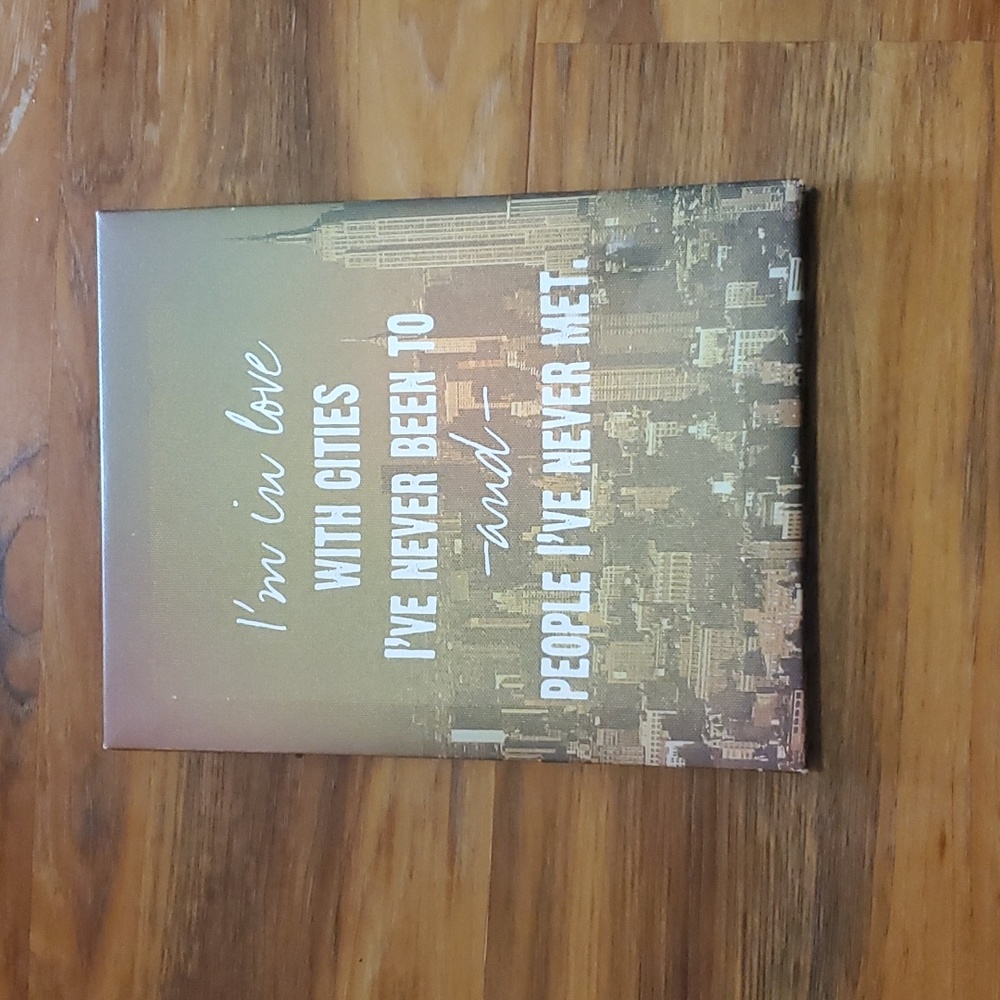 I'm in love
WITH CITIES
I'VE NEVER BEEN TO
-and-
PEOPLE I'VE NEVER MET.